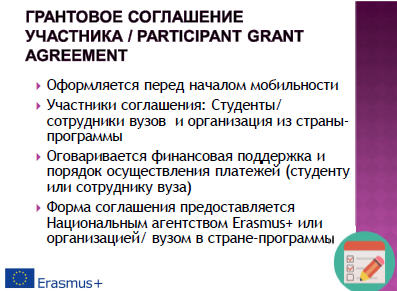 ГРАНТОВОЕ СОГЛАШЕНИЕ
УЧАСТНИКА / PARTICIPANT GRANT
AGREEMENT
Оформляется перед началом мобильности
Участники соглашения: Студенты/
сотрудники вузов и организация из страны-
программы
Оговаривается финансовая поддержка и
порядок осуществления платежей (студенту
или сотруднику вуза)
Форма соглашения предоставляется
Национальным агентством Erasmus+ или
организацией/ вузом в стране-программы
Erasmus+